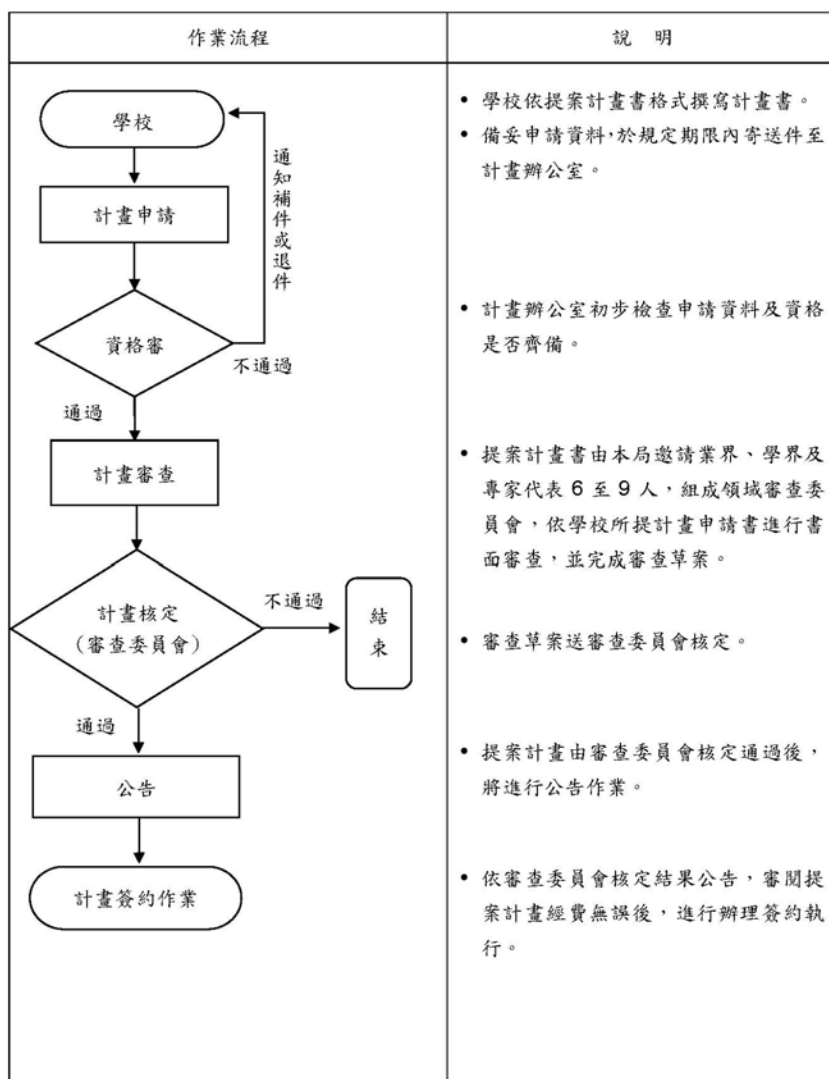 作業流程
說 明
學校
通知補件或退件
計畫申請
資格審
不通過
通過
計畫審查
計畫核定
（審查委員會）
不通過
結束
通過
公告
計畫簽約作業
• 學校依提案計畫書格式撰寫計畫書。
• 備妥申請資料，於規定期限內寄送件至
計畫辦公室。
• 計畫辦公室初步檢查申請資料及資格
是否齊備。
• 提案計畫書由本局邀請業界、學界及
專家代表 6 至 9 人，組成領域審查委
員會，依學校所提計畫申請書進行書
面審查，並完成審查草案。
• 審查草案送審查委員會核定。
• 提案計畫由審查委員會核定通過後，
將進行公告作業。
• 依審查委員會核定結果公告，審閱提
案計畫經費無誤後，進行辦理簽約執
行。